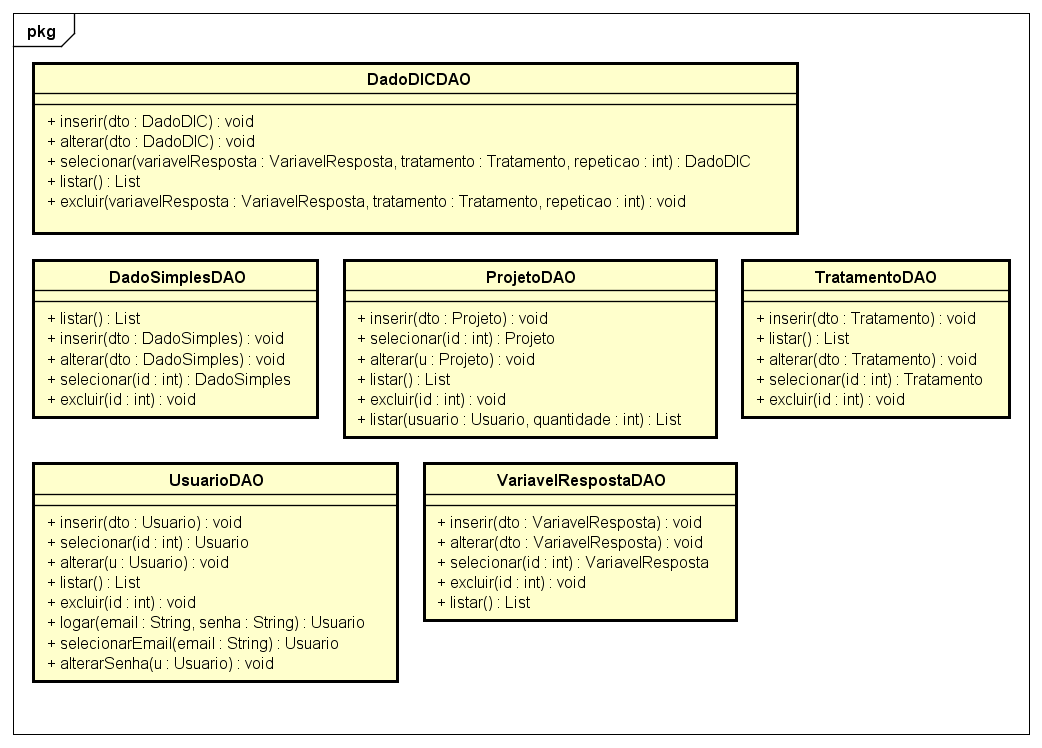 pkg
DadoDICDAO
+ inserir(dto : DadoDIC) : void
+ alterar(dto : DadoDIC) : void
+ selecionar(variavelResposta : VariavelResposta, tratamento : Tratamento, repeticao : int) : DadoDIC
+ listar() : List
+ excluir(variavelResposta : VariavelResposta, tratamento : Tratamento, repeticao : int) : void
DadoSimplesDAO
+ listar() : List
+ inserir(dto : DadoSimples) : void
+ alterar(dto : DadoSimples) : void
+ selecionar(id : int) : DadoSimples
+ excluir(id : int) : void
ProjetoDAO
+ inserir(dto : Projeto) : void
+ selecionar(id : int) : Projeto
+ alterar(u : Projeto) : void
+ listar() : List
+ excluir(id : int) : void
+ listar(usuario : Usuario, quantidade : int) : List
TratamentoDAO
+ inserir(dto : Tratamento) : void
+ listar() : List
+ alterar(dto : Tratamento) : void
+ selecionar(id : int) : Tratamento
+ excluir(id : int) : void
UsuarioDAO
+ inserir(dto : Usuario) : void
+ selecionar(id : int) : Usuario
+ alterar(u : Usuario) : void
+ listar() : List
+ excluir(id : int) : void
+ logar(email : String, senha : String) : Usuario
+ selecionarEmail(email : String) : Usuario
+ alterarSenha(u : Usuario) : void
VariavelRespostaDAO
+ inserir(dto : VariavelResposta) : void
+ alterar(dto : VariavelResposta) : void
+ selecionar(id : int) : VariavelResposta
+ excluir(id : int) : void
+ listar() : List